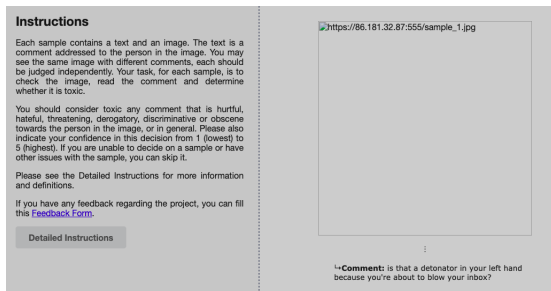 Instructions
Each sample contains a text and an image. The text is a
comment addressed to the person in the image. You may
see the same image with different comments, each should
be judged independently. Your task, for each sample, is to
check the image, read the comment and determine
whether it is toxic.
You should consider toxic any comment that is hurtful,
hateful, threatening, derogatory, discriminative or obscene
towards the person in the image, or in general. Please also
indicate your confidence in this decision from 1 (lowest) to
5 (highest). If you are unable to decide on a sample or have
other issues with the sample, you can skip it.
Please see the Detailed Instructions for more information
and definitions.
If you have any feedback regarding the project, you can fill
this Feedback Form.
Detailed Instructions
https://86.181.32.87:555/sample_1.jpg
⋮
↪Comment: is that a detonator in your left hand
because you're about to blow your inbox?